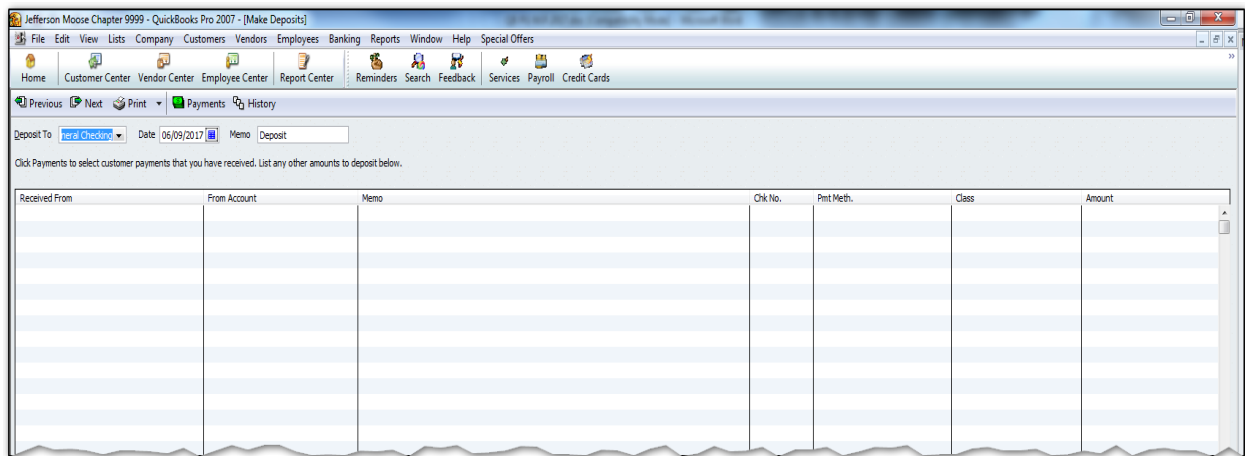 Jefferson Moose Chapter 9999 - QuickBooks Pro 2007 - [Make Deposits]
File Edit View Lists Company Customers Vendors Employees Banking Reports Window Help Special Offers
Home Customer Center Vendor Center Employee Center Report Center Reminders Search Feedback Services Payroll Credit Cards
Previous Next Print Payments History
Deposit To neral Checking Date 06/09/2017 Memo Deposit
Click Payments to select customer payments that you have received. List any other amounts to deposit below.
Received From From Account Memo Chk No. Pmt Meth. Class Amount